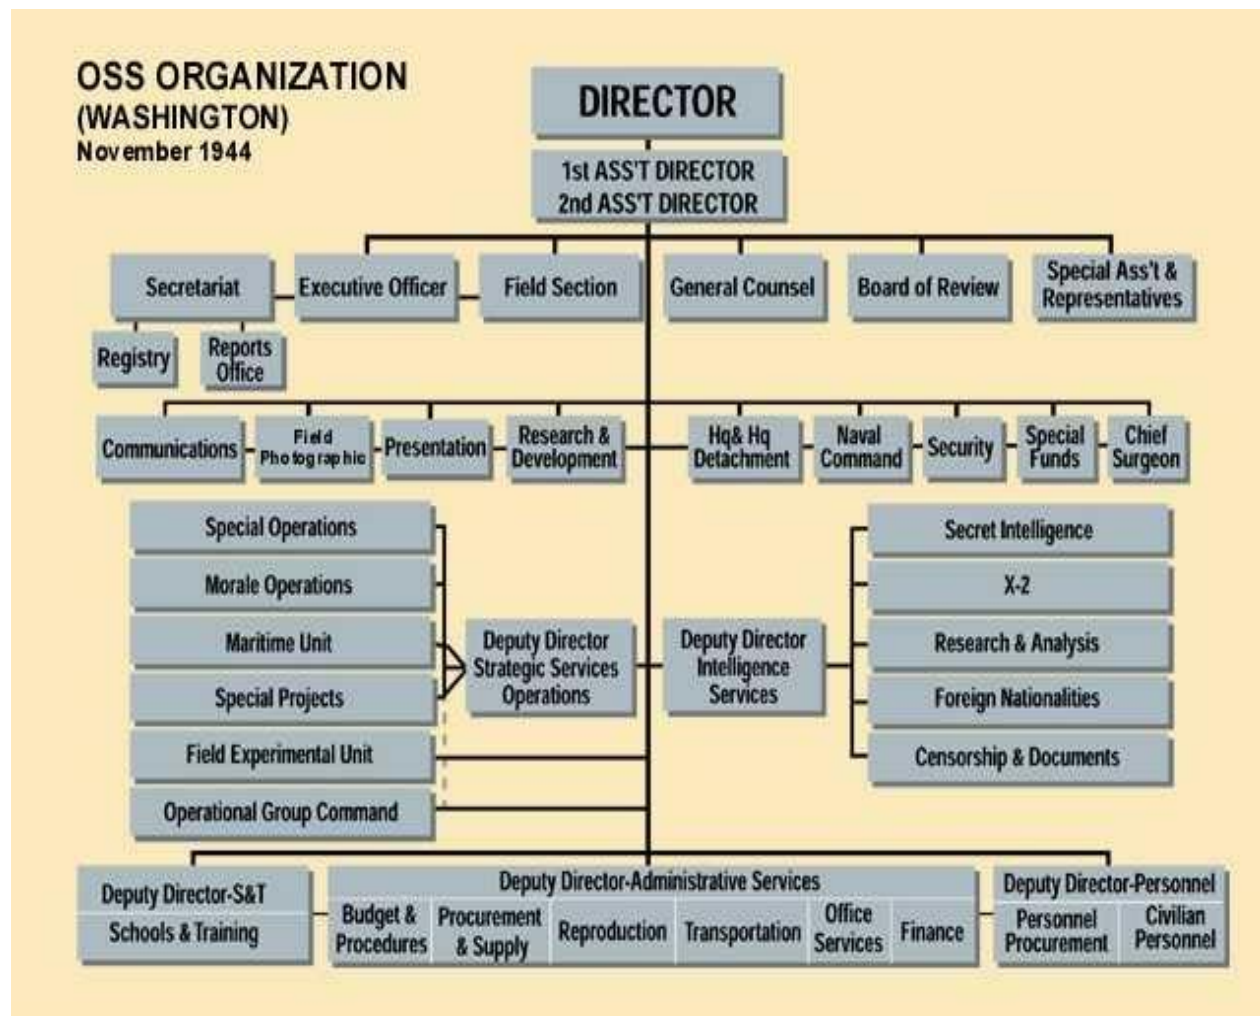 OSS ORGANIZATION
(WASHINGTON)
November 1944
DIRECTOR
1st ASS'T DIRECTOR
2nd ASS'T DIRECTOR
Secretariat
Executive Officer
Field Section
General Counsel
Board of Review
Special Ass't &
Representatives
Registry
Reports
Office
Communications
Field
Photographic
Presentation
Research &
Development
Hq& Hq
Detachment
Naval
Command
Security
Special
Funds
Chief
Surgeon
Special Operations
Morale Operations
Maritime Unit
Special Projects
Field Experimental Unit
Operational Group Command
Deputy Director
Strategic Services
Operations
Deputy Director
Intelligence
Services
Secret Intelligence
X-2
Research & Analysis
Foreign Nationalities
Censorship & Documents
Deputy Director-S&T
Schools & Training
Deputy Director-Administrative Services
Budget &
Procedures
Procurement
& Supply
Reproduction
Transportation
Office
Services
Finance
Deputy Director-Personnel
Personnel
Procurement
Civilian
Personnel